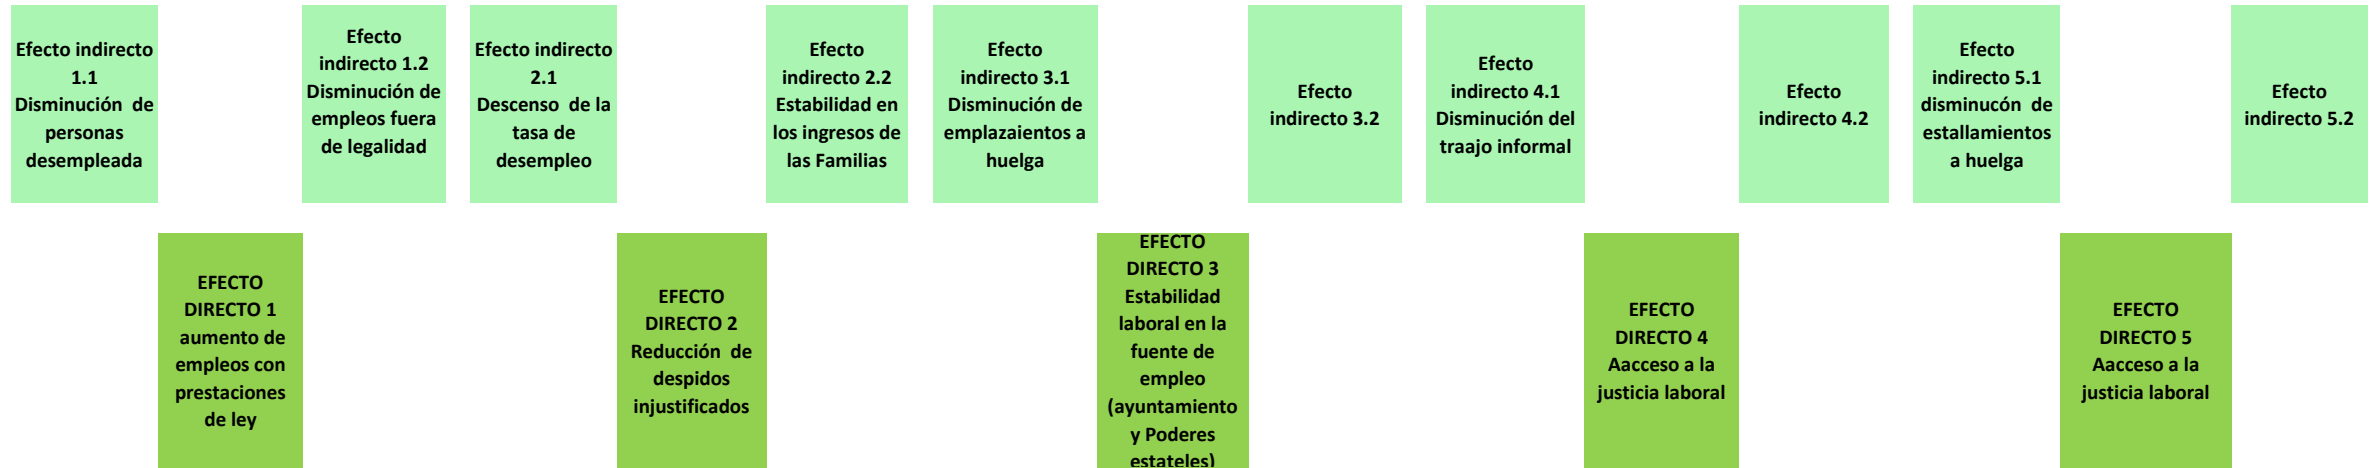 Efecto indirecto
1.1
Disminución de
personas
desempleada
Efecto
indirecto 1.2
Disminución de
empleos fuera
de legalidad
Efecto indirecto
2.1
Descenso de la
tasa de
desempleo
Efecto
indirecto 2.2
Estabilidad en
los ingresos de
las Familias
Efecto
indirecto 3.1
Disminución de
emplazaientos a
huelga
Efecto
indirecto 3.2
Efecto
indirecto 4.1
Disminución del
traajo informal
Efecto
indirecto 4.2
Efecto
indirecto 5.1
disminucón de
estallamientos
a huelga
Efecto
indirecto 5.2
EFECTO
DIRECTO 1
aumento de
empleos con
prestaciones
de ley
EFECTO
DIRECTO 2
Reducción de
despidos
injustificados
EFECTO
DIRECTO 3
Estabilidad
laboral en la
fuente de
empleo
(ayuntamiento
y Poderes
estateles)
EFECTO
DIRECTO 4
Aacceso a la
justicia laboral
EFECTO
DIRECTO 5
Aacceso a la
justicia laboral